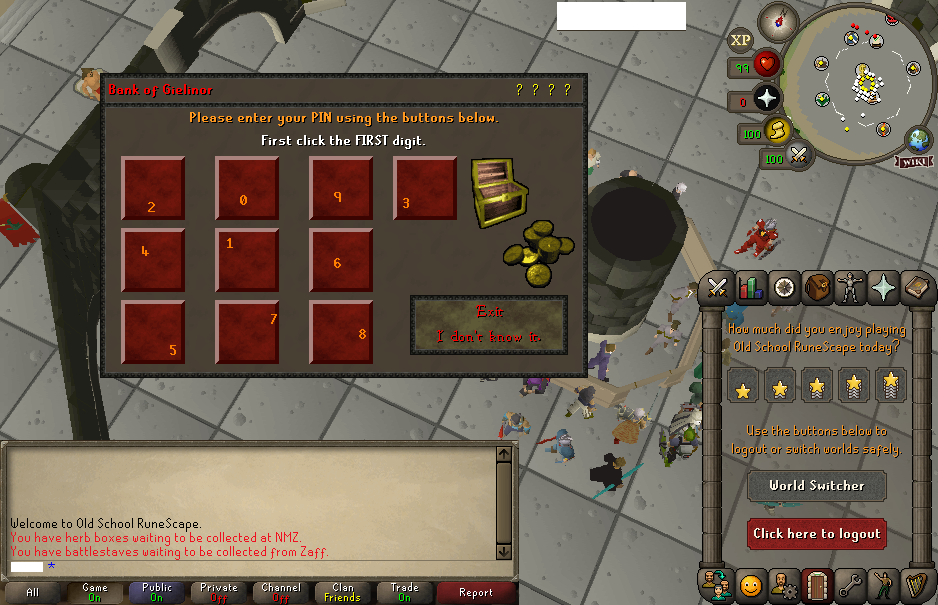 Bank of Gielinor
? ? ? ?
Please enter your PIN using the buttons below.
First click the FIRST digit.
2
0
9
3
4
1
6
5
7
8
Exit
I don't know it.
XP
99
0
100
100
WIKI
How much did you enjoy playing
Old School RuneScape today?
Use the buttons below to
logout or switch worlds safely.
World Switcher
Click here to logout
Welcome to Old School RuneScape.
You have herb boxes waiting to be collected at NMZ.
You have battlestaves waiting to be collected from Zaff.
*
All
Game
On
Public
On
Private
Off
Channel
Off
Clan
Friends
Trade
On
Report